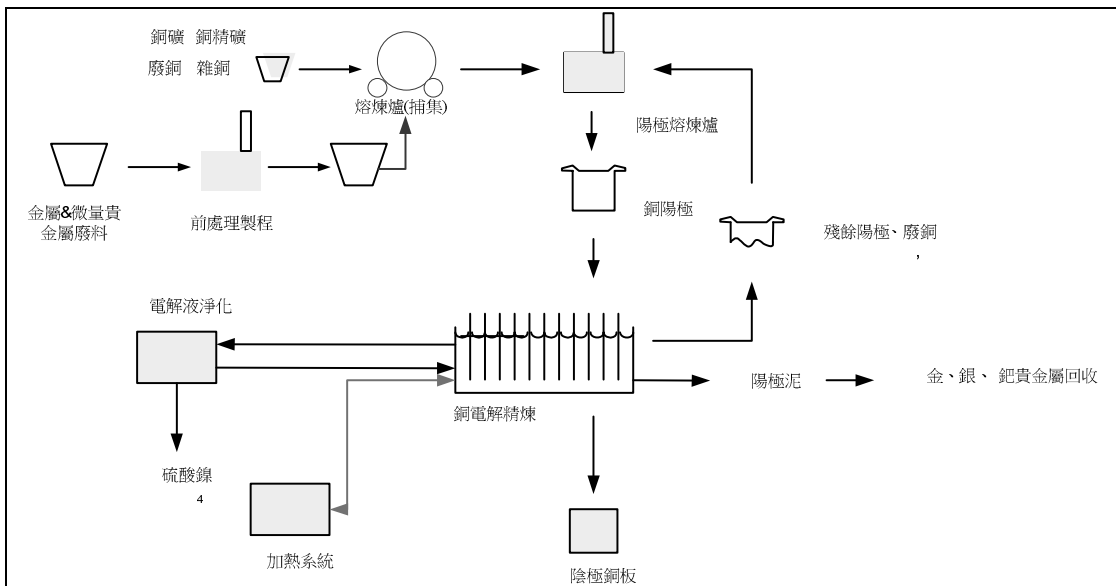 銅礦 銅精礦
廢銅 雜銅
熔煉爐(捕集)
陽極熔煉爐
金屬&微量貴
金屬廢料
前處理製程
銅陽極
殘餘陽極、廢銅
,
電解液淨化
陽極泥
金、銀、 鈀貴金屬回收
銅電解精煉
硫酸鎳
4
加熱系統
陰極銅板